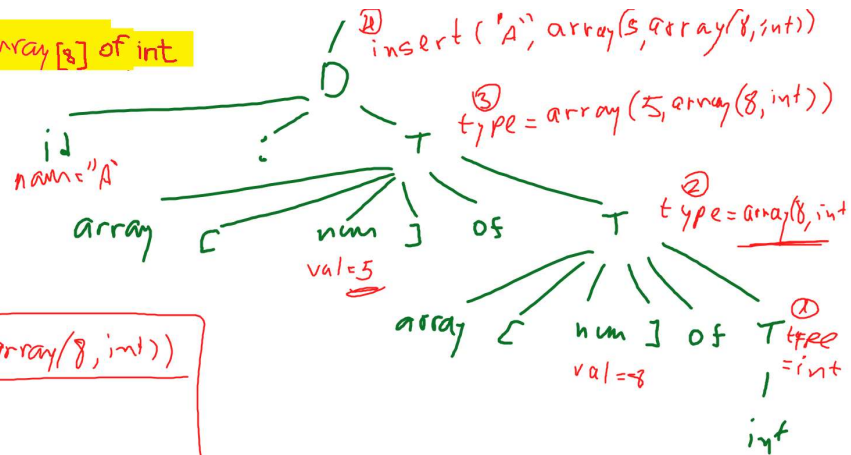 ④ insert("A", array(5, array(8, int))
array[8] of int
D
③
type = array(5, array(8, int))
id : T
name="A"
②
type = array(8, int
array [ num ] of T
val=5
①
array [ num ] of T type
=int
array(8, int))
val=8
int